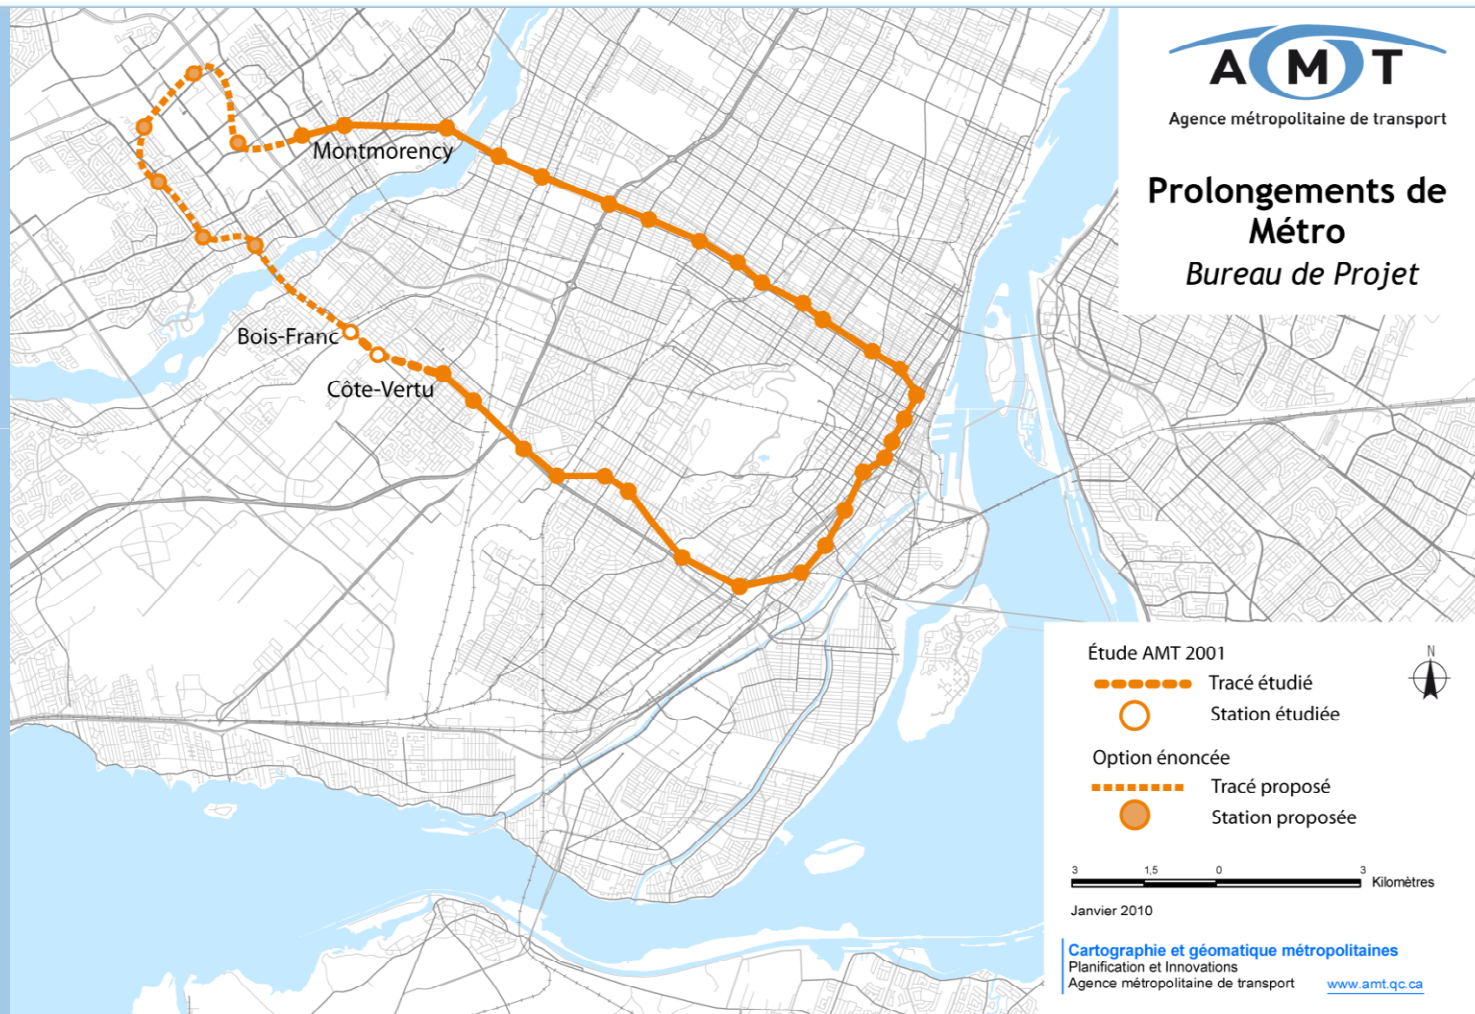 AMT
Agence métropolitaine de transport
Prolongements de
Métro
Bureau de Projet
Montmorency
Bois-Franc
Côte-Vertu
Étude AMT 2001
Tracé étudié
Station étudiée
Option énoncée
Tracé proposé
Station proposée
N
3 1,5 0 3
Kilomètres
Janvier 2010
Cartographie et géomatique métropolitaines
Planification et Innovations
Agence métropolitaine de transport www.amt.qc.ca